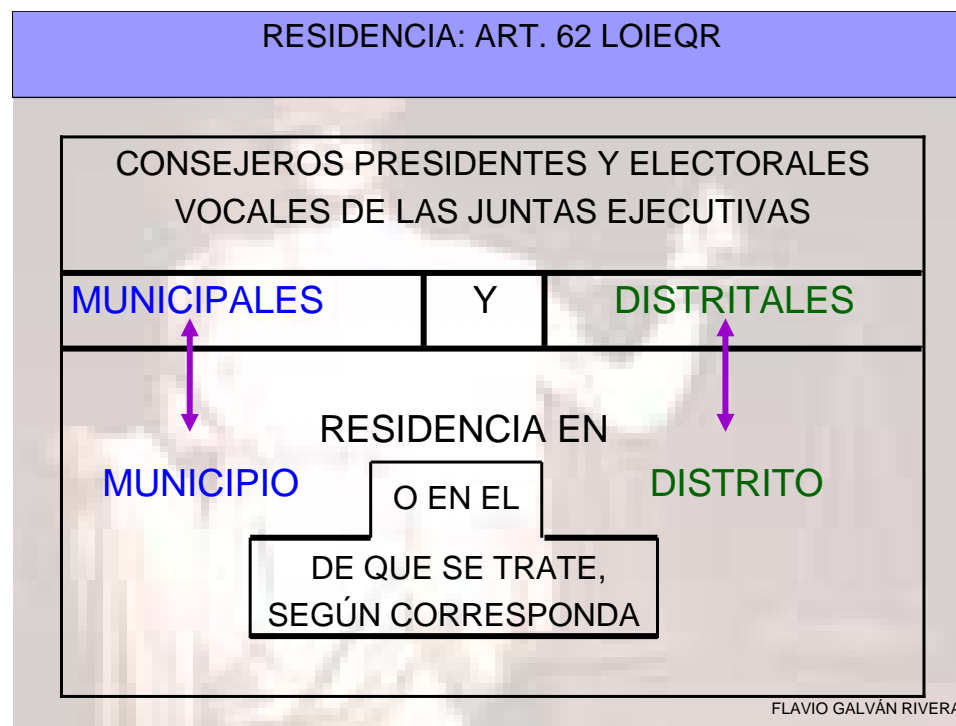 RESIDENCIA: ART. 62 LOIEQR
CONSEJEROS PRESIDENTES Y ELECTORALES
VOCALES DE LAS JUNTAS EJECUTIVAS
MUNICIPALES Y DISTRITALES
RESIDENCIA EN
MUNICIPIO O EN EL DISTRITO
DE QUE SE TRATE,
SEGÚN CORRESPONDA
FLAVIO GALVÁN RIVERA